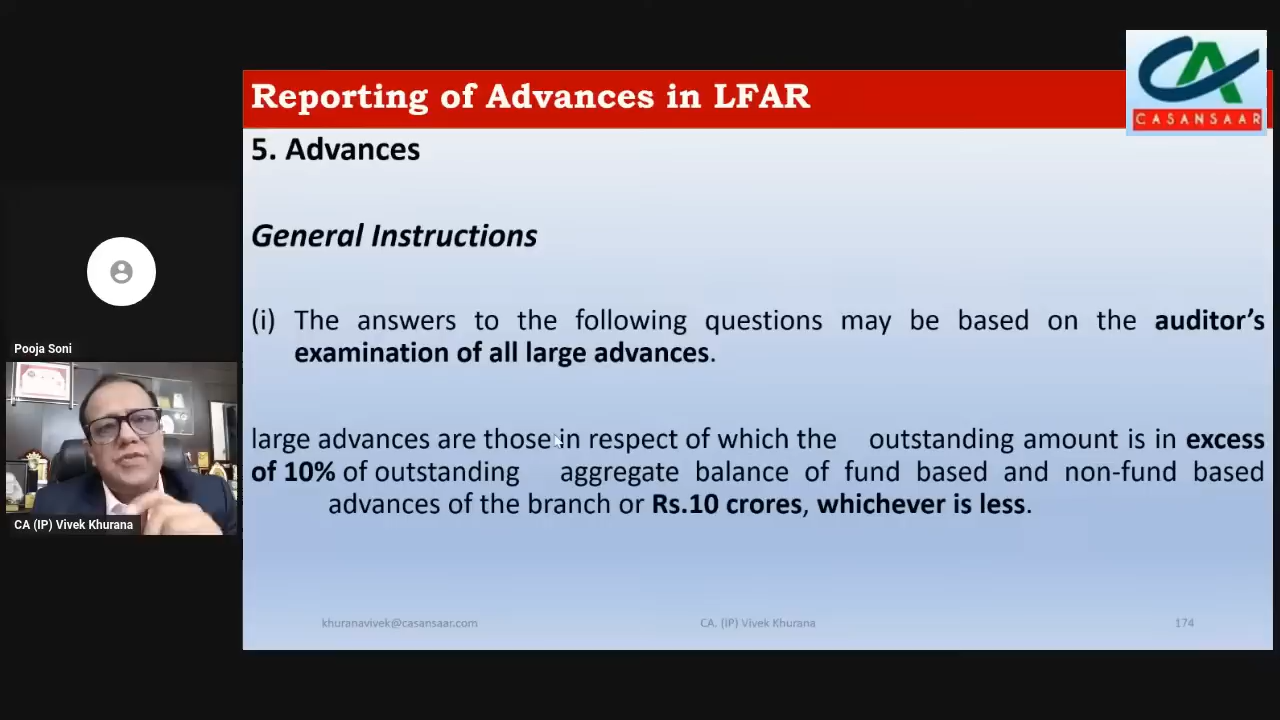 Reporting of Advances in LFAR
CASANSAAR
5. Advances
General Instructions
(i) The answers to the following questions may be based on the auditor’s
examination of all large advances.
large advances are those in respect of which the outstanding amount is in excess
of 10% of outstanding aggregate balance of fund based and non-fund based
advances of the branch or Rs.10 crores, whichever is less.
khuranavivek@casansaar.com CA. (IP) Vivek Khurana 174
Pooja Soni
CA (IP) Vivek Khurana